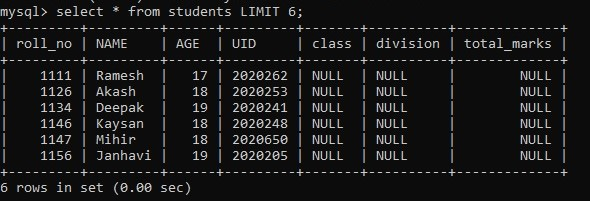 mysql> select * from students LIMIT 6;
+---------+---------+------+---------+-------+----------+-------------+
| roll_no | NAME    | AGE  | UID     | class | division | total_marks |
+---------+---------+------+---------+-------+----------+-------------+
|    1111 | Ramesh  |   17 | 2020262 | NULL  | NULL     |        NULL |
|    1126 | Akash   |   18 | 2020253 | NULL  | NULL     |        NULL |
|    1134 | Deepak  |   19 | 2020241 | NULL  | NULL     |        NULL |
|    1146 | Kaysan  |   18 | 2020248 | NULL  | NULL     |        NULL |
|    1147 | Mihir   |   18 | 2020650 | NULL  | NULL     |        NULL |
|    1156 | Janhavi |   19 | 2020205 | NULL  | NULL     |        NULL |
+---------+---------+------+---------+-------+----------+-------------+
6 rows in set (0.00 sec)